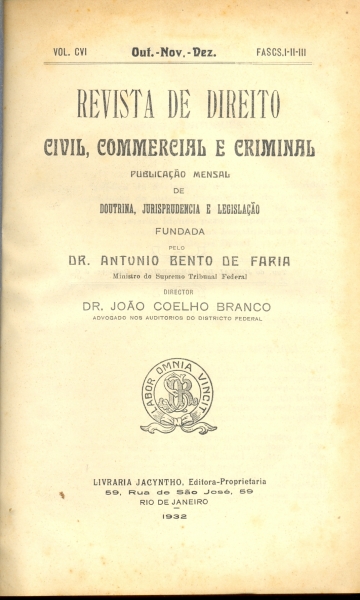 VOL. CVI Out.-Nov.-Dez. FASCS.I-II-III
REVISTA DE DIREITO
CIVIL, COMMERCIAL E CRIMINAL
PUBLICAÇÃO MENSAL
DE
DOUTRINA, JURISPRUDENCIA E LEGISLAÇÃO
FUNDADA
PELO
DR. ANTONIO BENTO DE FARIA
Ministro do Supremo Tribunal Federal
DIRECTOR
DR. JOÃO COELHO BRANCO
ADVOGADO NOS AUDITORIOS DO DISTRICTO FEDERAL
LABOR OMNIA VINCIT
LIVRARIA JACYNTHO, Editora-Proprietaria
59, Rua de São José, 59
RIO DE JANEIRO
1932